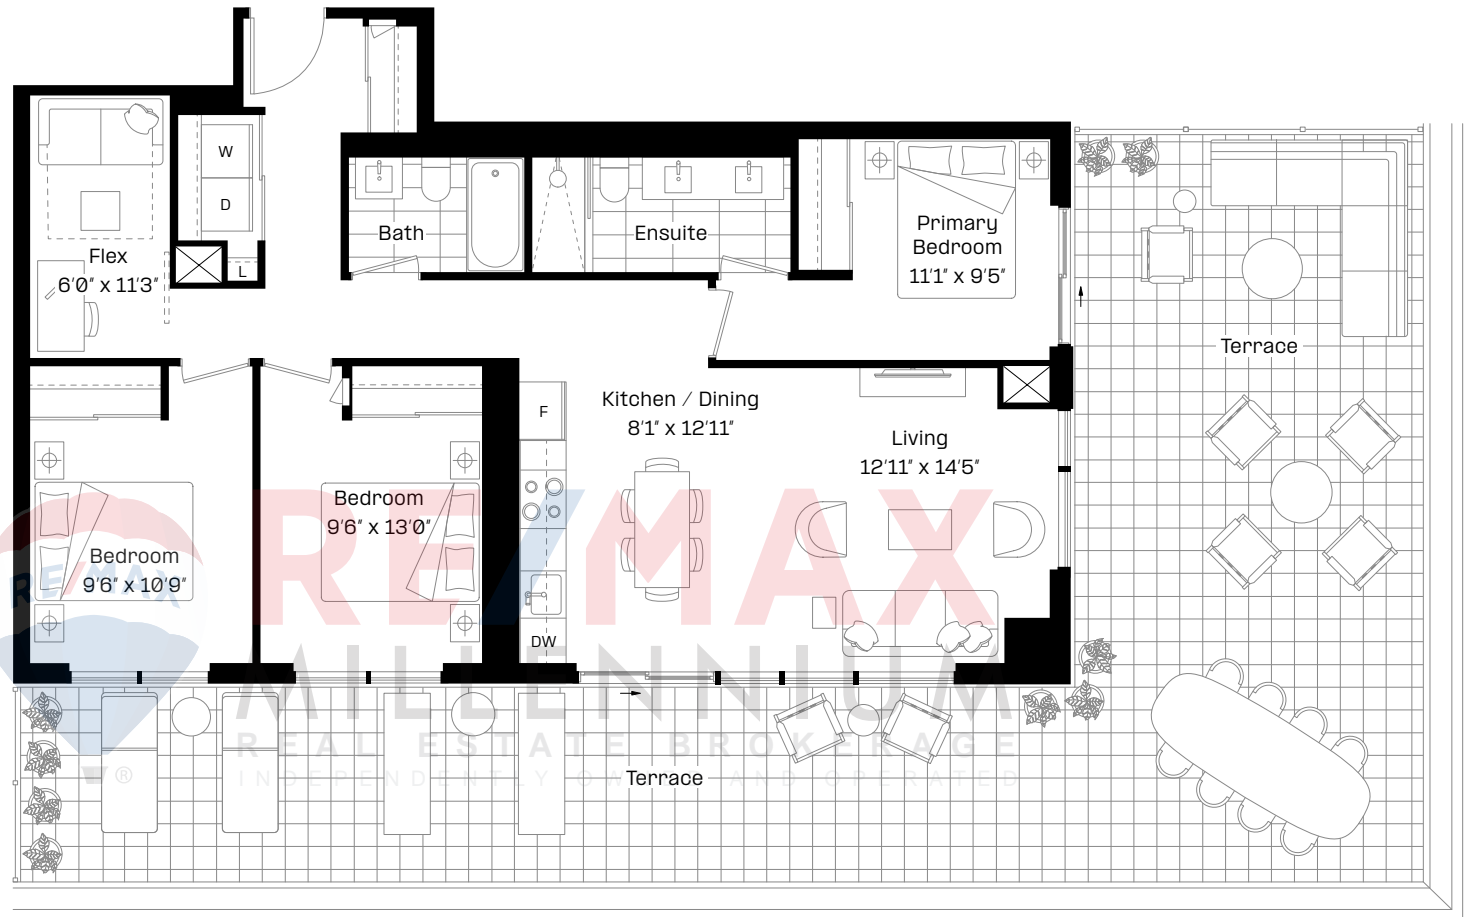 W
D
L
Flex
6'0" x 11'3"
Bath
Ensuite
Primary
Bedroom
11'1" x 9'5"
Terrace
F
Kitchen / Dining
8'1" x 12'11"
Living
12'11" x 14'5"
Bedroom
9'6" x 13'0"
Bedroom
9'6" x 10'9"
DW
RE/MAX
RE/MAX
MILLENNIUM
REAL ESTATE BROKERAGE
INDEPENDENTLY OWNED AND OPERATED
®
Terrace